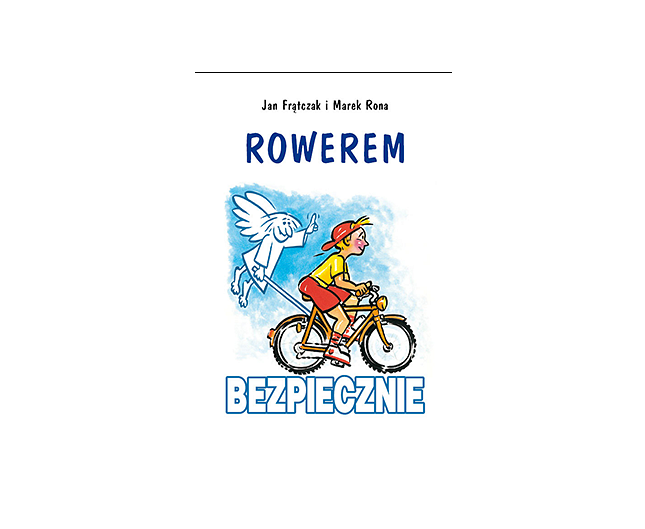 Jan Frątczak i Marek Rona
ROWEREM
BEZPIECZNIE